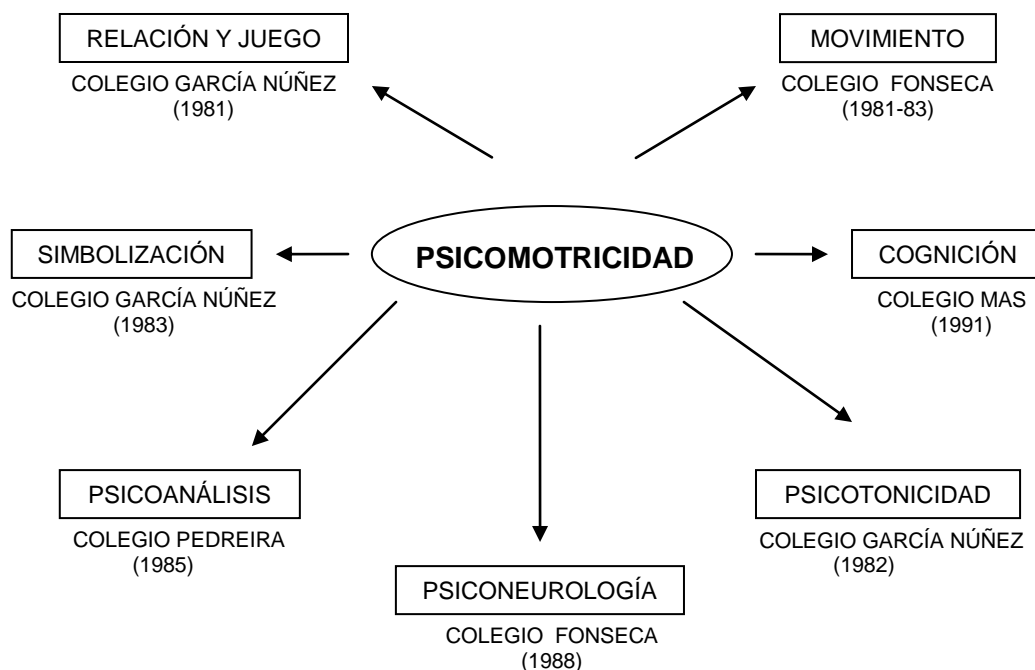 RELACIÓN Y JUEGO
COLEGIO GARCÍA NÚÑEZ
(1981)
MOVIMIENTO
COLEGIO FONSECA
(1981-83)
SIMBOLIZACIÓN
COLEGIO GARCÍA NÚÑEZ
(1983)
PSICOMOTRICIDAD
COGNICIÓN
COLEGIO MAS
(1991)
PSICOANÁLISIS
COLEGIO PEDREIRA
(1985)
PSICONEUROLOGÍA
COLEGIO FONSECA
(1988)
PSICOTONICIDAD
COLEGIO GARCÍA NÚÑEZ
(1982)